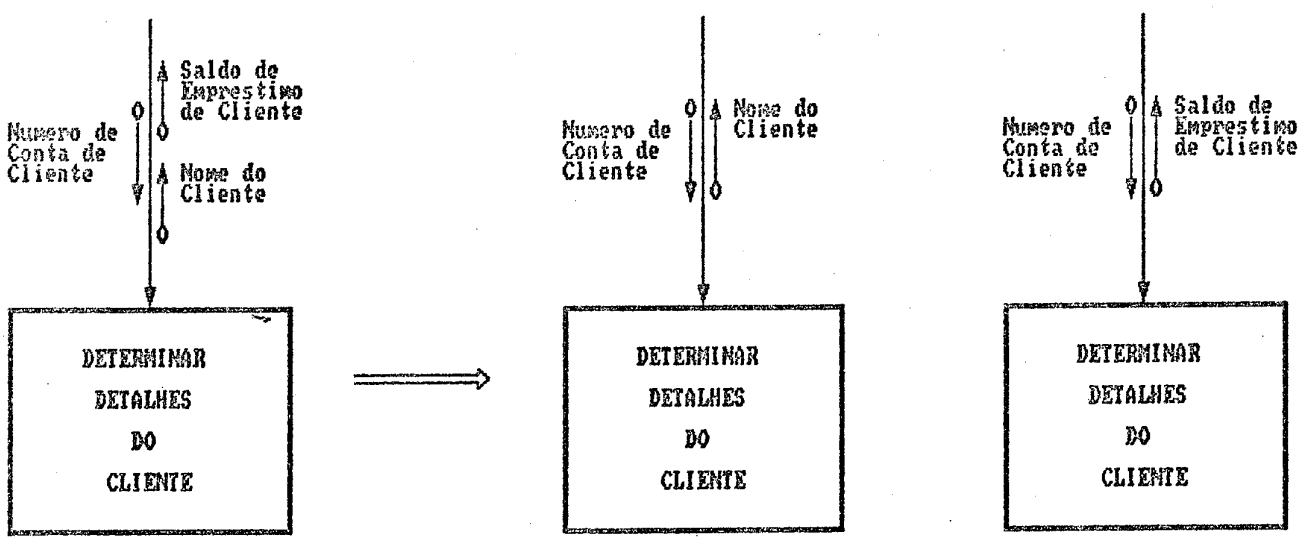 Saldo de
Emprestimo
de Cliente
Numero de
Conta de
Cliente
Nome do
Cliente
DETERMINAR
DETALHES
DO
CLIENTE
Numero de
Conta de
Cliente
Nome do
Cliente
DETERMINAR
DETALHES
DO
CLIENTE
Numero de
Conta de
Cliente
Saldo de
Emprestimo
de Cliente
DETERMINAR
DETALHES
DO
CLIENTE